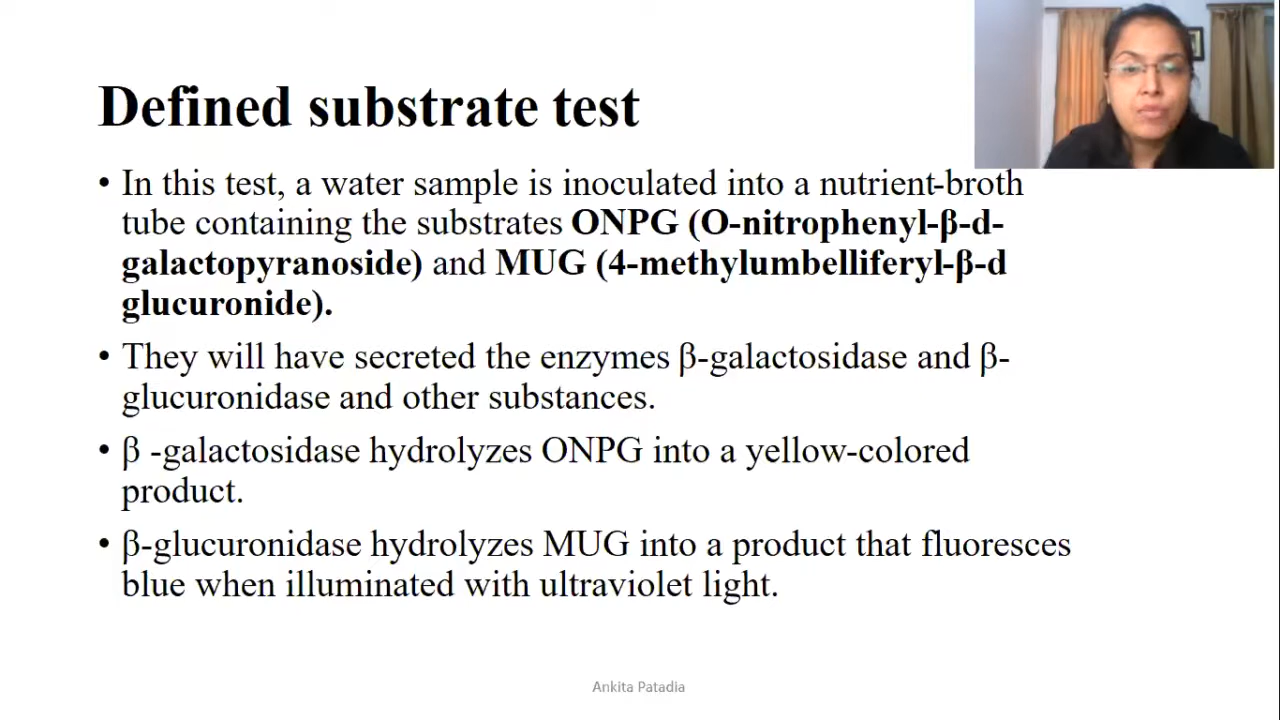 Defined substrate test
• In this test, a water sample is inoculated into a nutrient-broth
tube containing the substrates ONPG (O-nitrophenyl-β-d-
galactopyranoside) and MUG (4-methylumbelliferyl-β-d
glucuronide).
• They will have secreted the enzymes β-galactosidase and β-
glucuronidase and other substances.
• β -galactosidase hydrolyzes ONPG into a yellow-colored
product.
• β-glucuronidase hydrolyzes MUG into a product that fluoresces
blue when illuminated with ultraviolet light.
Ankita Patadia